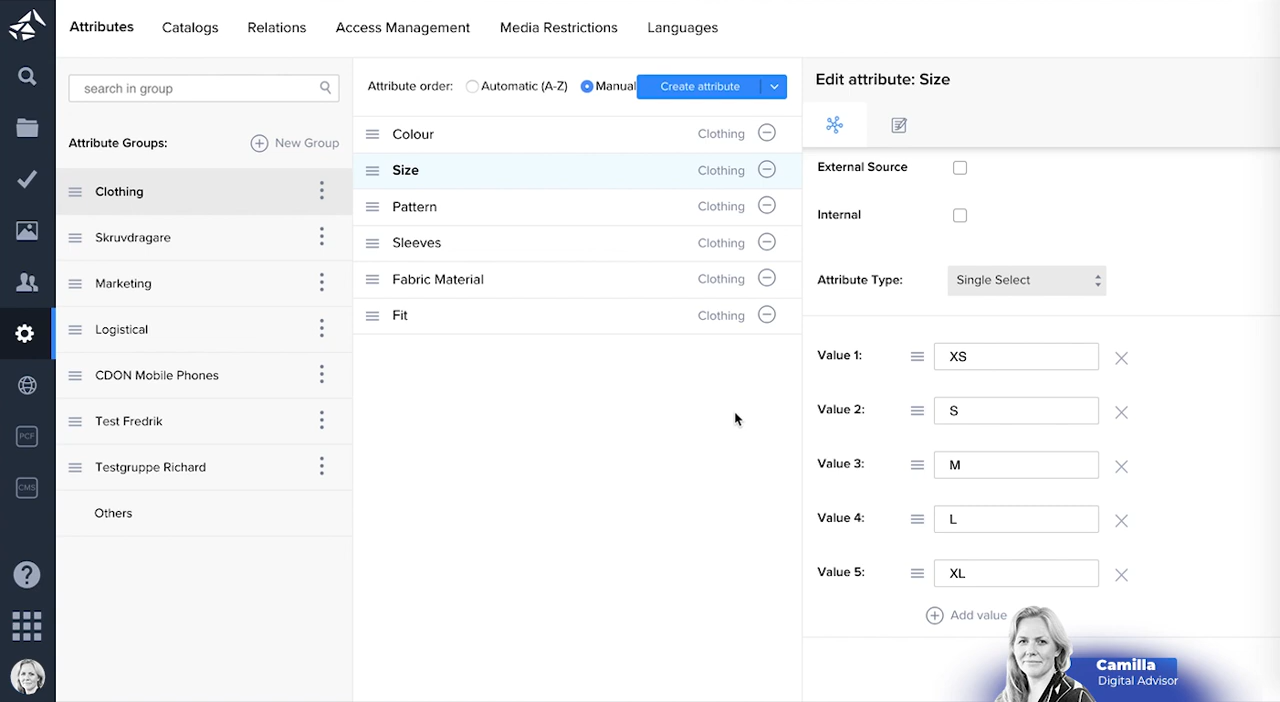 Attributes Catalogs Relations Access Management Media Restrictions Languages
search in group
Attribute Groups: New Group
Clothing
Skruvdragare
Marketing
Logistical
CDON Mobile Phones
Test Fredrik
Testgruppe Richard
Others
PCF
CMS
?
Attribute order: Automatic (A-Z) Manual Create attribute
Colour Clothing
Size Clothing
Pattern Clothing
Sleeves Clothing
Fabric Material Clothing
Fit Clothing
Edit attribute: Size
External Source
Internal
Attribute Type: Single Select
Value 1: XS
Value 2: S
Value 3: M
Value 4: L
Value 5: XL
Add value
Camilla
Digital Advisor